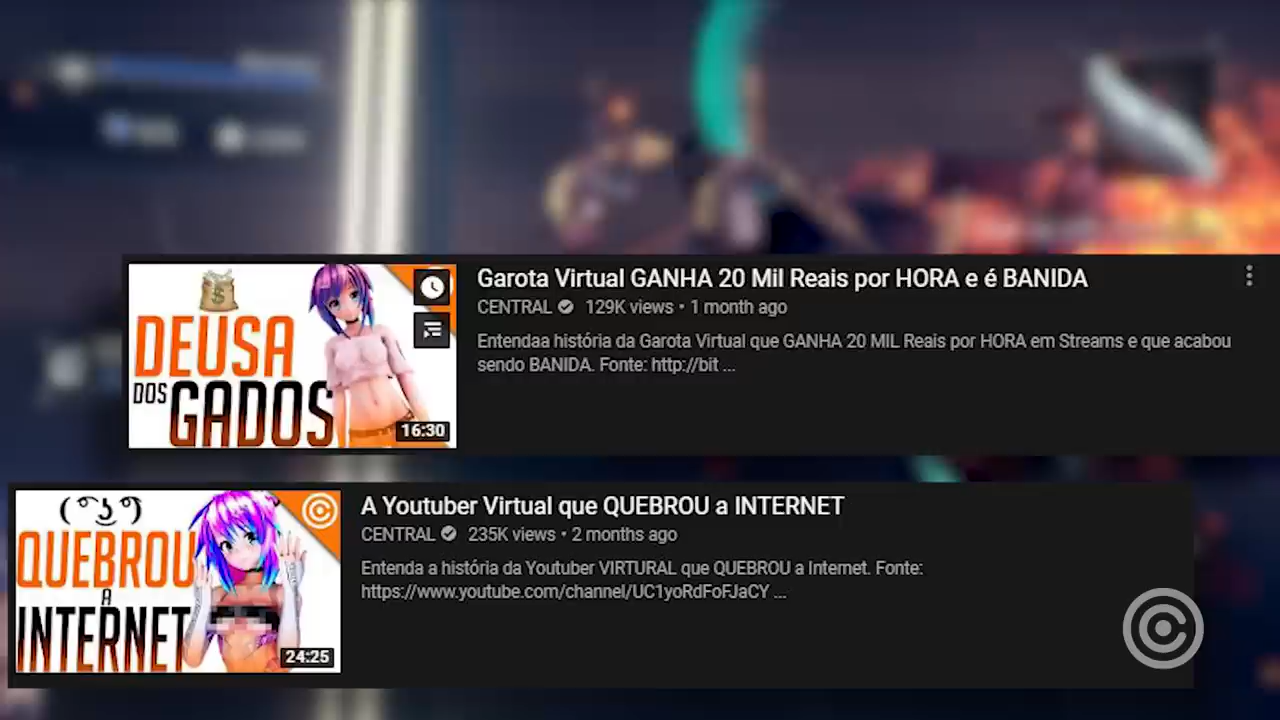 DEUSA
DOS GADOS
16:30
Garota Virtual GANHA 20 Mil Reais por HORA e é BANIDA
CENTRAL 129K views • 1 month ago
Entendaa história da Garota Virtual que GANHA 20 MIL Reais por HORA em Streams e que acabou
sendo BANIDA. Fonte: http://bit ...
( ͡° ͜ʖ ͡°)
QUEBROU
A
INTERNET
24:25
A Youtuber Virtual que QUEBROU a INTERNET
CENTRAL 235K views • 2 months ago
Entenda a história da Youtuber VIRTURAL que QUEBROU a Internet. Fonte:
https://www.youtube.com/channel/UC1yoRdFoFJaCY ...